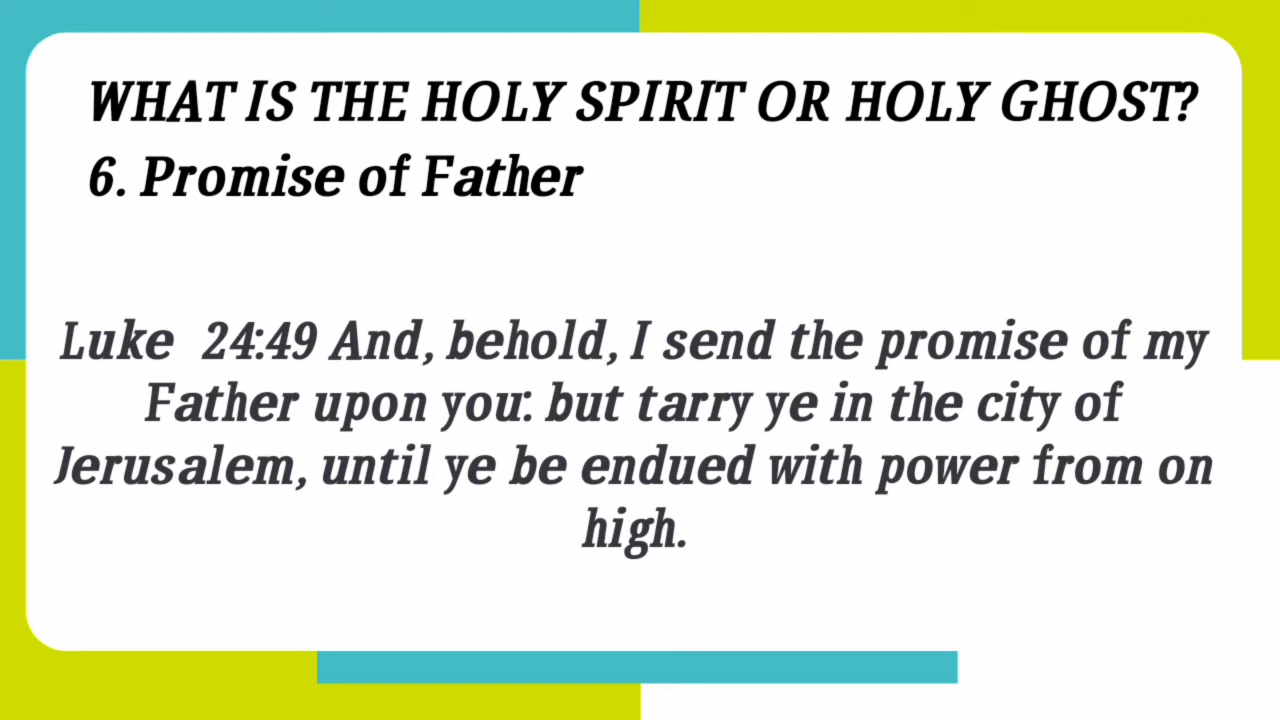 WHAT IS THE HOLY SPIRIT OR HOLY GHOST?
6. Promise of Father
Luke  24:49 And, behold, I send the promise of my
Father upon you: but tarry ye in the city of
Jerusalem, until ye be endued with power from on
high.